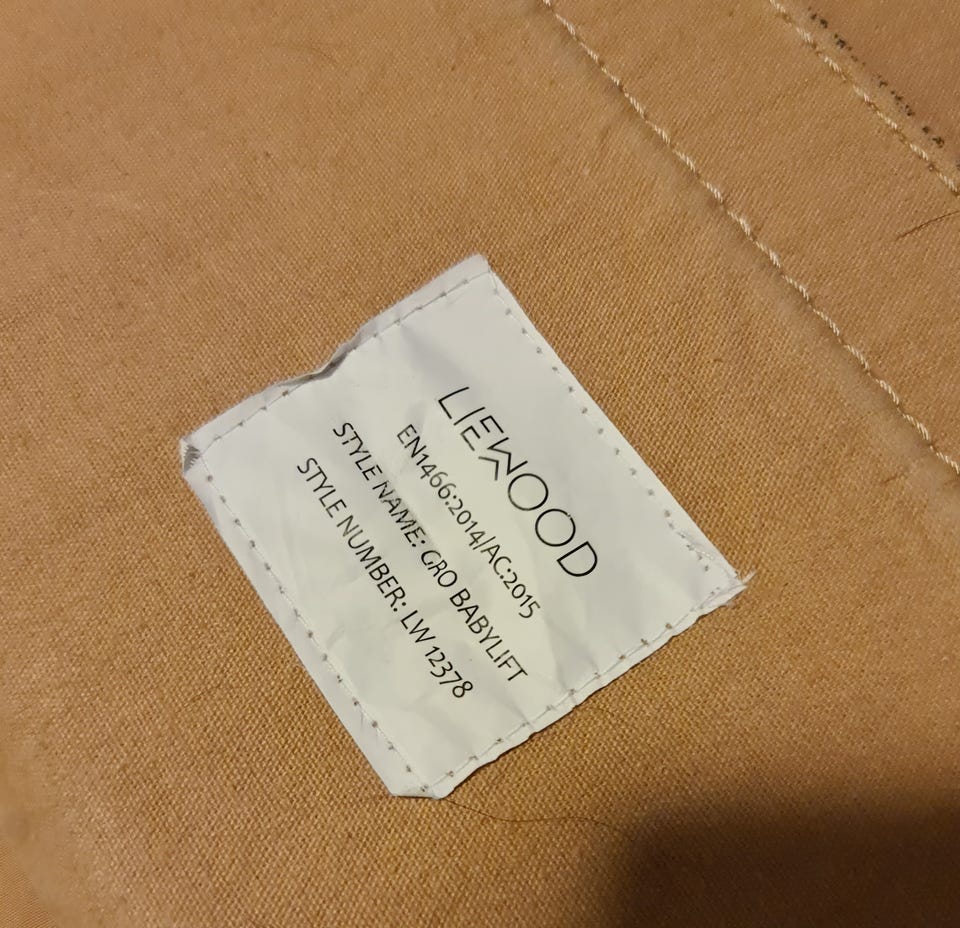 LIEWOOD
EN1466:2014/AC:2015
STYLE NAME: GRO BABYLIFT
STYLE NUMBER: LW 12378